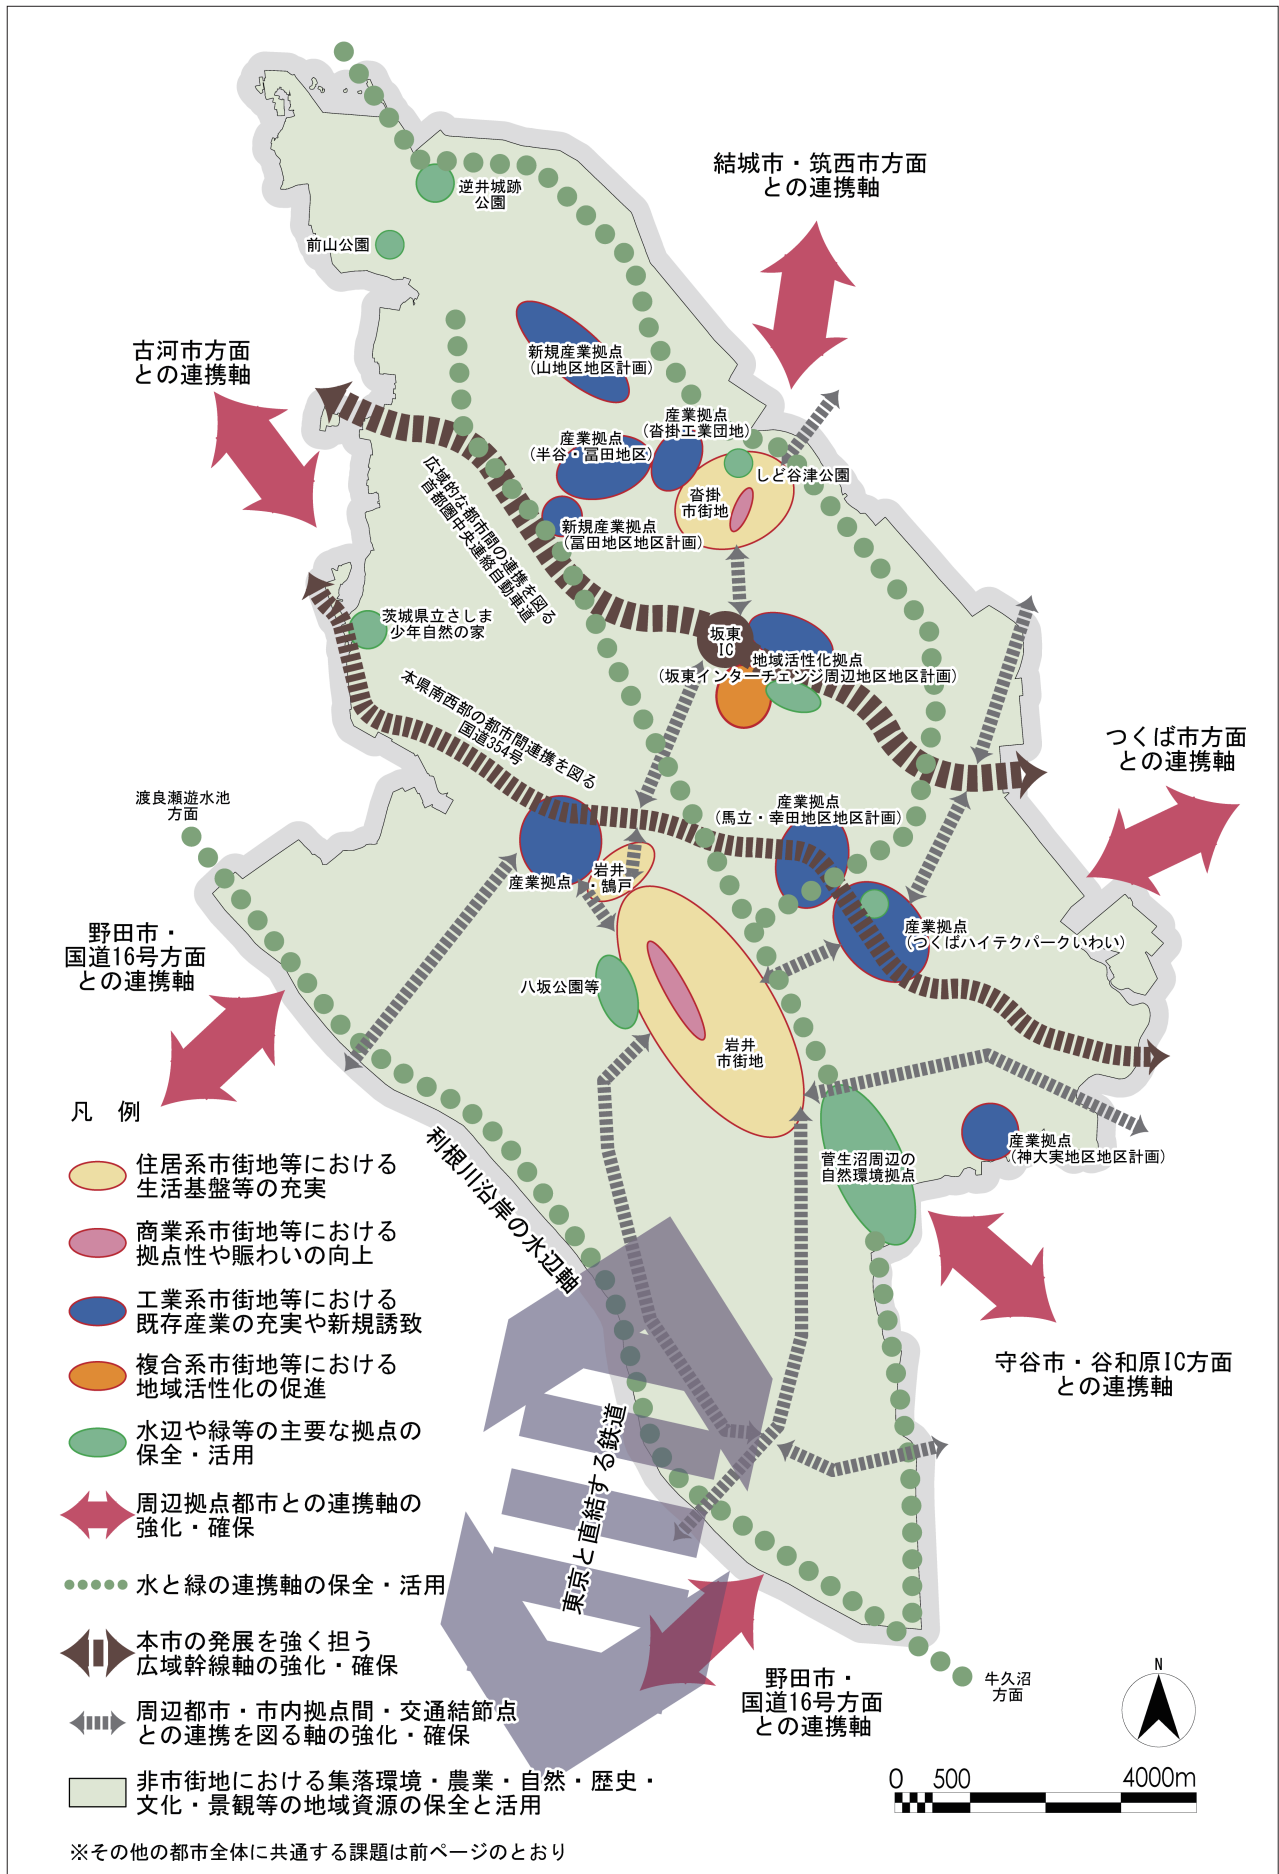 結城市・筑西市方面
との連携軸
逆井城跡
公園
前山公園
古河市方面
との連携軸
新規産業拠点
(山地区地区計画)
産業拠点
(沓掛工業団地)
産業拠点
(半谷・冨田地区)
しど谷津公園
沓掛
市街地
新規産業拠点
(冨田地区地区計画)
広域的な都市間の連携を図る
首都圏中央連絡自動車道
茨城県立さしま
少年自然の家
坂東
IC
地域活性化拠点
(坂東インターチェンジ周辺地区地区計画)
本県南西部の都市間連携を図る
国道354号
つくば市方面
との連携軸
渡良瀬遊水池
方面
産業拠点
(馬立・幸田地区地区計画)
岩井
・鵠戸
産業拠点
産業拠点
(つくばハイテクパークいわい)
野田市・
国道16号方面
との連携軸
八坂公園等
岩井
市街地
産業拠点
(神大実地区地区計画)
菅生沼周辺の
自然環境拠点
利根川沿岸の水辺軸
守谷市・谷和原IC方面
との連携軸
東京と直結する鉄道
野田市・
国道16号方面
との連携軸
牛久沼
方面
凡 例
住居系市街地等における
生活基盤等の充実
商業系市街地等における
拠点性や賑わいの向上
工業系市街地等における
既存産業の充実や新規誘致
複合系市街地等における
地域活性化の促進
水辺や緑等の主要な拠点の
保全・活用
周辺拠点都市との連携軸の
強化・確保
水と緑の連携軸の保全・活用
本市の発展を強く担う
広域幹線軸の強化・確保
周辺都市・市内拠点間・交通結節点
との連携を図る軸の強化・確保
非市街地における集落環境・農業・自然・歴史・
文化・景観等の地域資源の保全と活用
※その他の都市全体に共通する課題は前ページのとおり
N
0 500 4000m